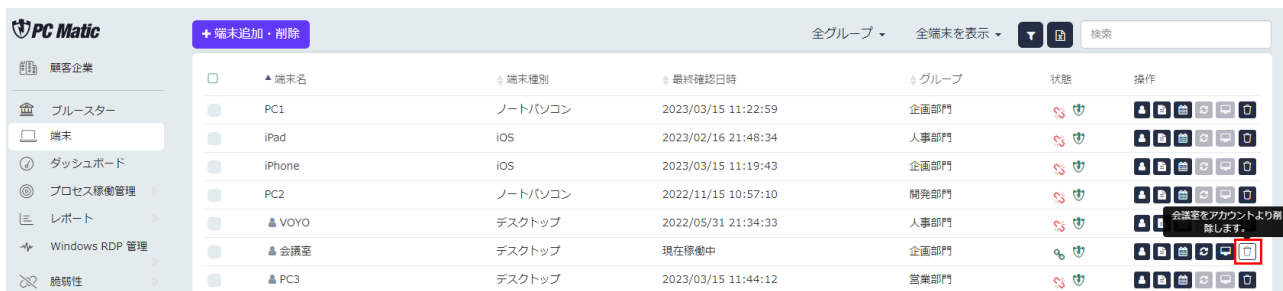 PC Matic
+ 端末追加・削除
全グループ
全端末を表示
検索
顧客企業
ブルースター
端末
ダッシュボード
プロセス稼働管理
レポート
Windows RDP 管理
脆弱性
端末名 端末種別 最終確認日時 グループ 状態 操作
PC1 ノートパソコン 2023/03/15 11:22:59 企画部門
iPad iOS 2023/02/16 21:48:34 人事部門
iPhone iOS 2023/03/15 11:19:43 企画部門
PC2 ノートパソコン 2022/11/15 10:57:10 開発部門
VOYO デスクトップ 2022/05/31 21:34:33 人事部門
会議室をアカウントより削
除します。
会議室 デスクトップ 現在稼働中 企画部門
PC3 デスクトップ 2023/03/15 11:44:12 営業部門